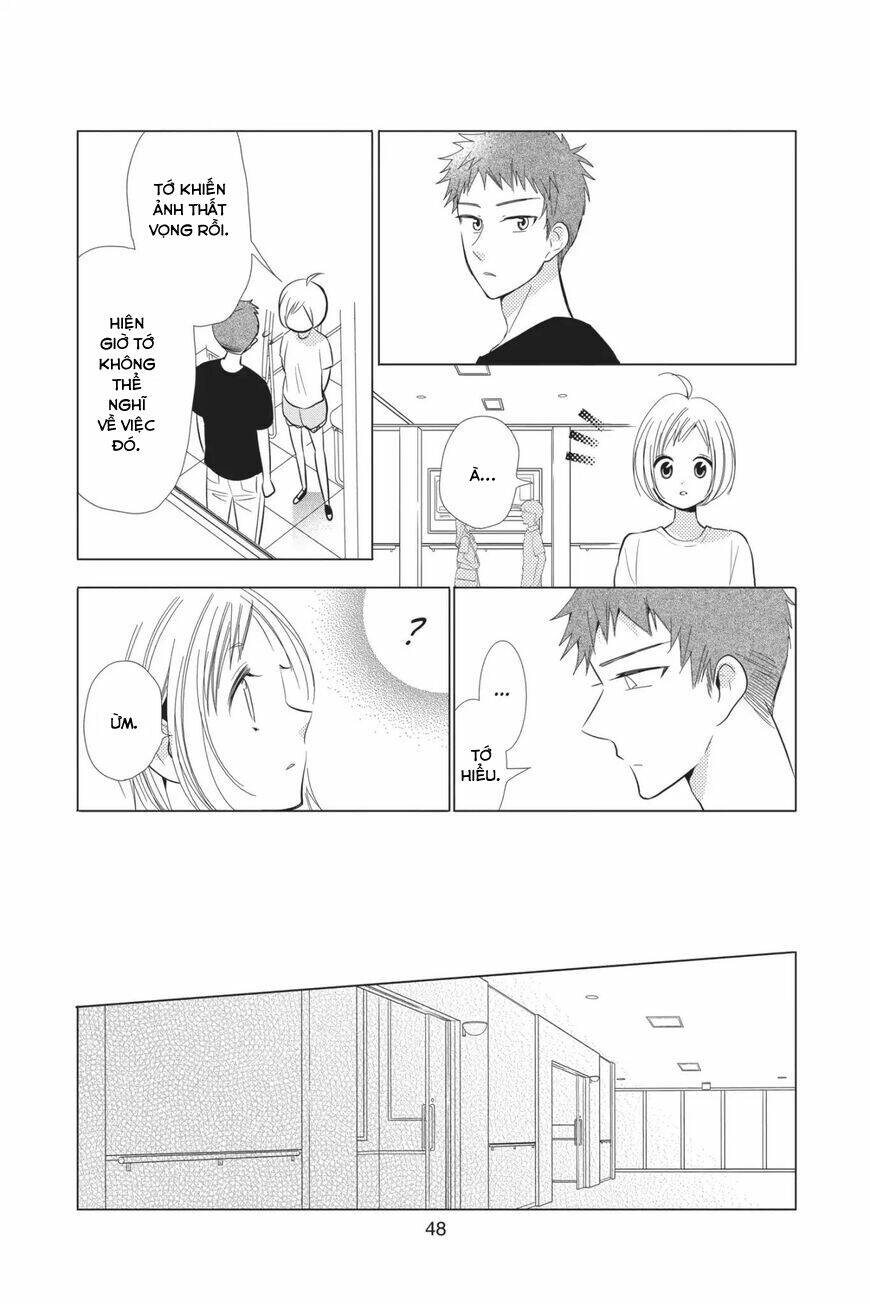 À...
TỚ KHIẾN
ẢNH THẤT
VỌNG RỒI.
HIỆN
GIỜ TỚ
KHÔNG
THỂ
NGHĨ
VỀ VIỆC
ĐÓ.
...
TỚ
HIỂU.
?
ỪM.
48